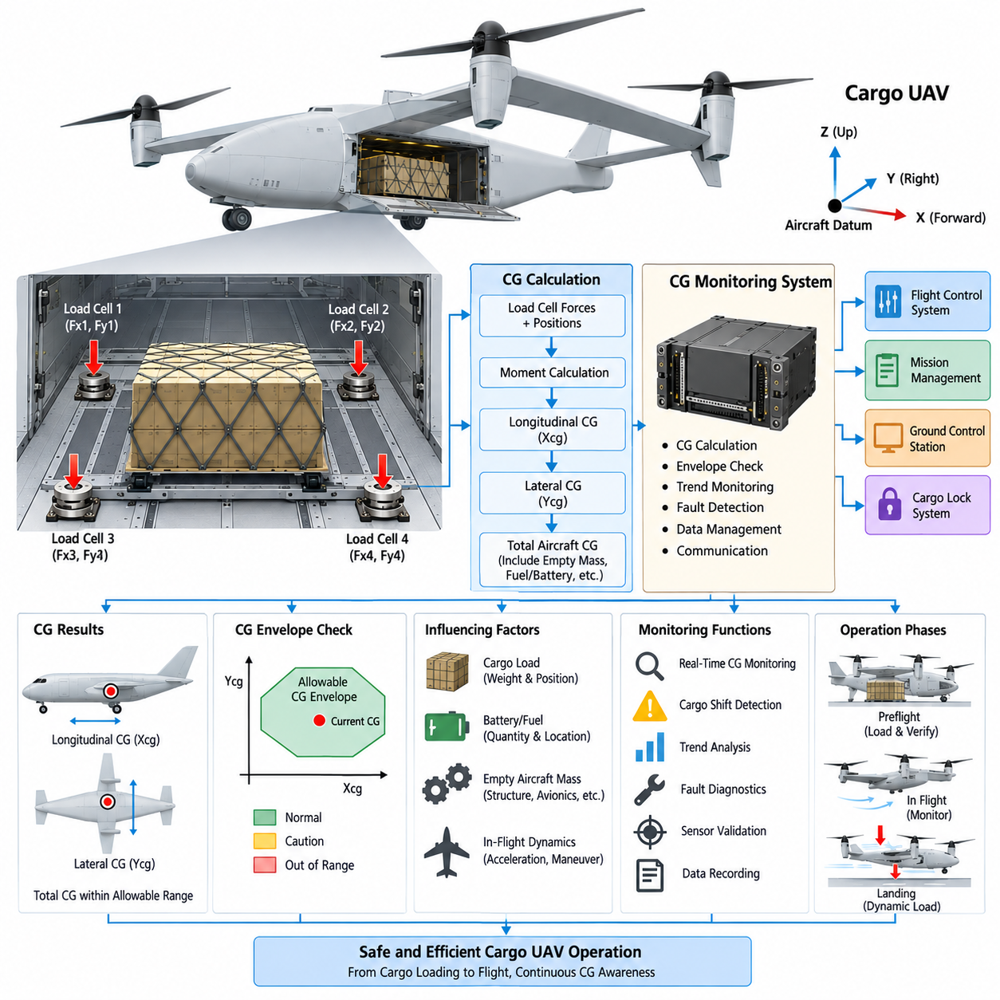 Cargo UAV
Z (Up)
Y (Right)
X (Forward)
Aircraft Datum
Load Cell 1
(Fx1, Fy1)
Load Cell 2
(Fx2, Fy2)
Load Cell 3
(Fx3, Fy3)
Load Cell 4
(Fx4, Fy4)
CG Calculation
Load Cell Forces
+ Positions
Moment Calculation
Longitudinal CG
(Xcg)
Lateral CG
(Ycg)
Total Aircraft CG
(Include Empty Mass,
Fuel/Battery, etc.)
CG Monitoring System
• CG Calculation
• Envelope Check
• Trend Monitoring
• Fault Detection
• Data Management
• Communication
Flight Control
System
Mission
Management
Ground Control
Station
Cargo Lock
System
CG Results
Longitudinal CG (Xcg)
Lateral CG (Ycg)
Total CG within Allowable Range
CG Envelope Check
Ycg
Allowable
CG Envelope
Current CG
Xcg
Normal
Caution
Out of Range
Influencing Factors
Cargo Load
(Weight & Position)
Battery/Fuel
(Quantity & Location)
Empty Aircraft Mass
(Structure, Avionics, etc.)
In-Flight Dynamics
(Acceleration, Maneuver)
Monitoring Functions
Real-Time CG Monitoring
Cargo Shift Detection
Trend Analysis
Fault Diagnostics
Sensor Validation
Data Recording
Operation Phases
Preflight
(Load & Verify)
In Flight
(Monitor)
Landing
(Dynamic Load)
Safe and Efficient Cargo UAV Operation
From Cargo Loading to Flight, Continuous CG Awareness